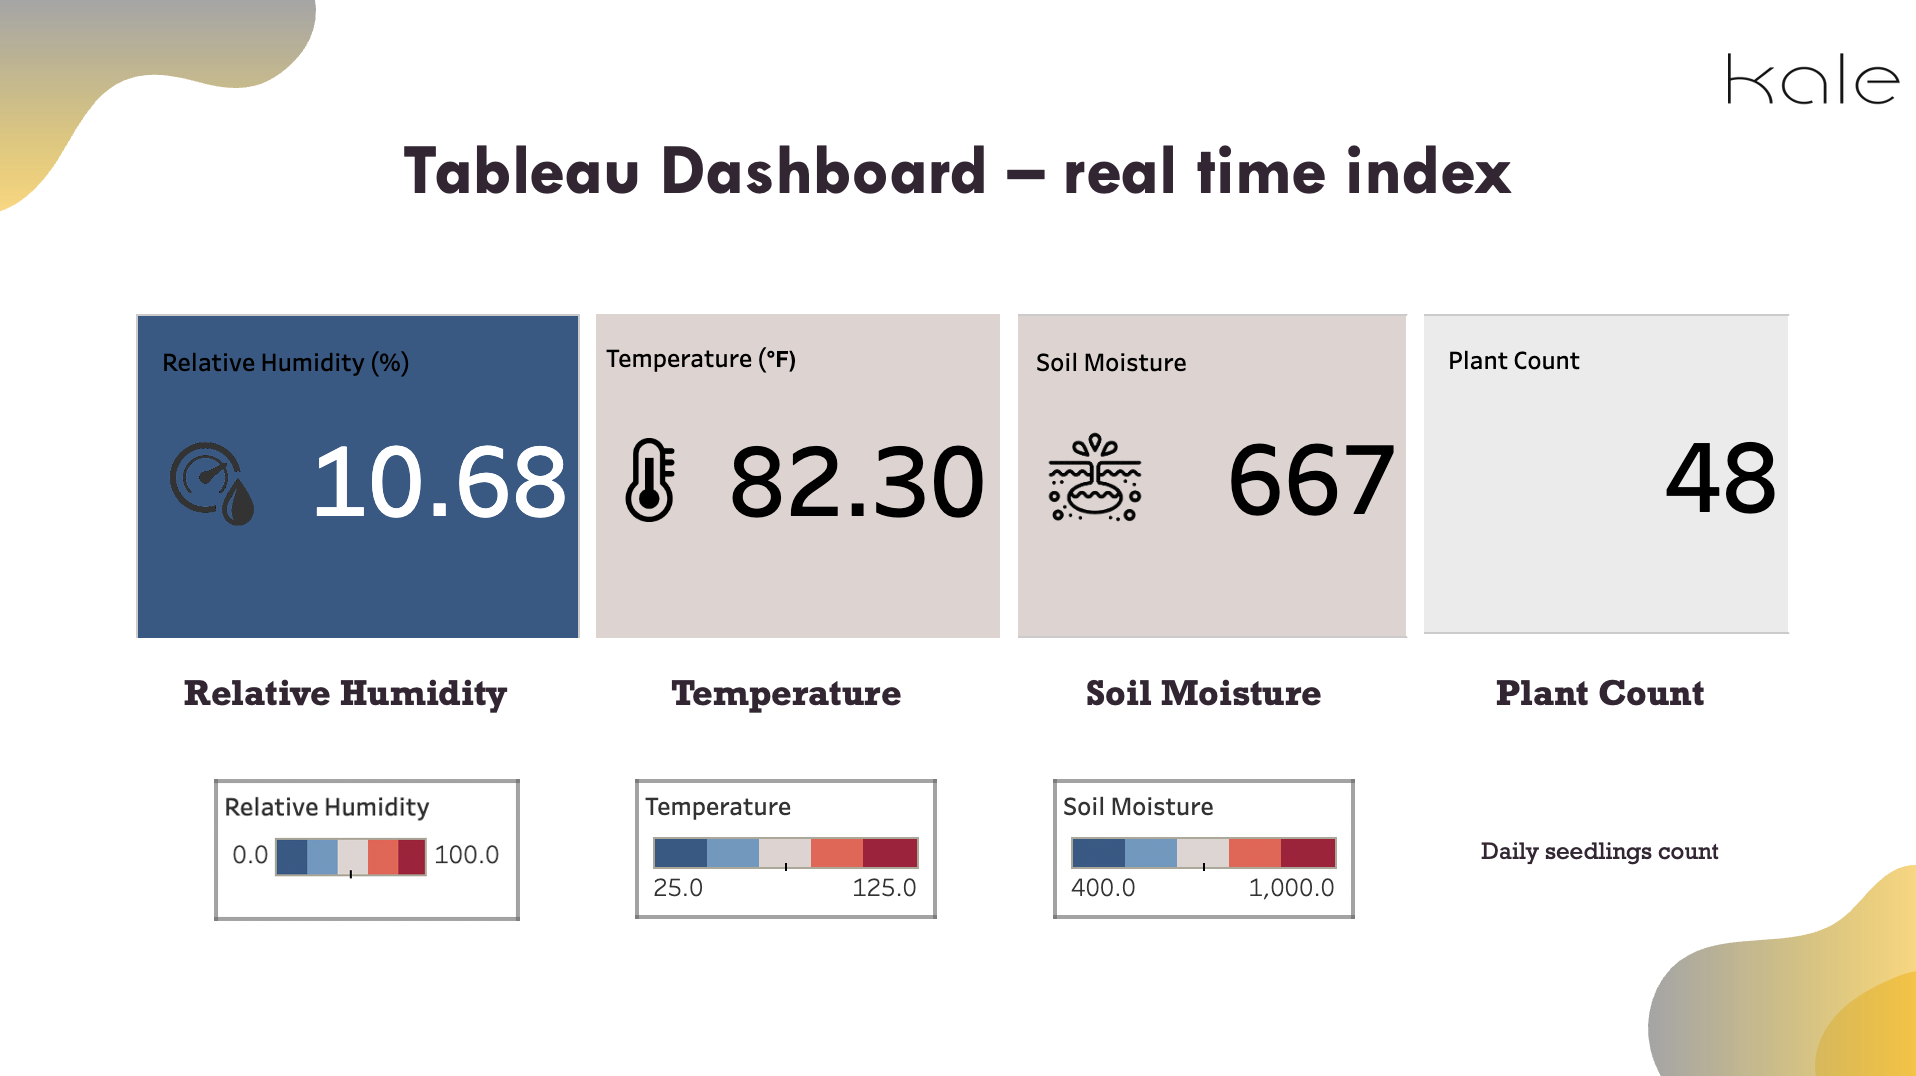 kale
Tableau Dashboard – real time index
Relative Humidity (%)
10.68
Temperature (°F)
82.30
Soil Moisture
667
Plant Count
48
Relative Humidity
Temperature
Soil Moisture
Plant Count
Relative Humidity
0.0 100.0
Temperature
25.0 125.0
Soil Moisture
400.0 1,000.0
Daily seedlings count